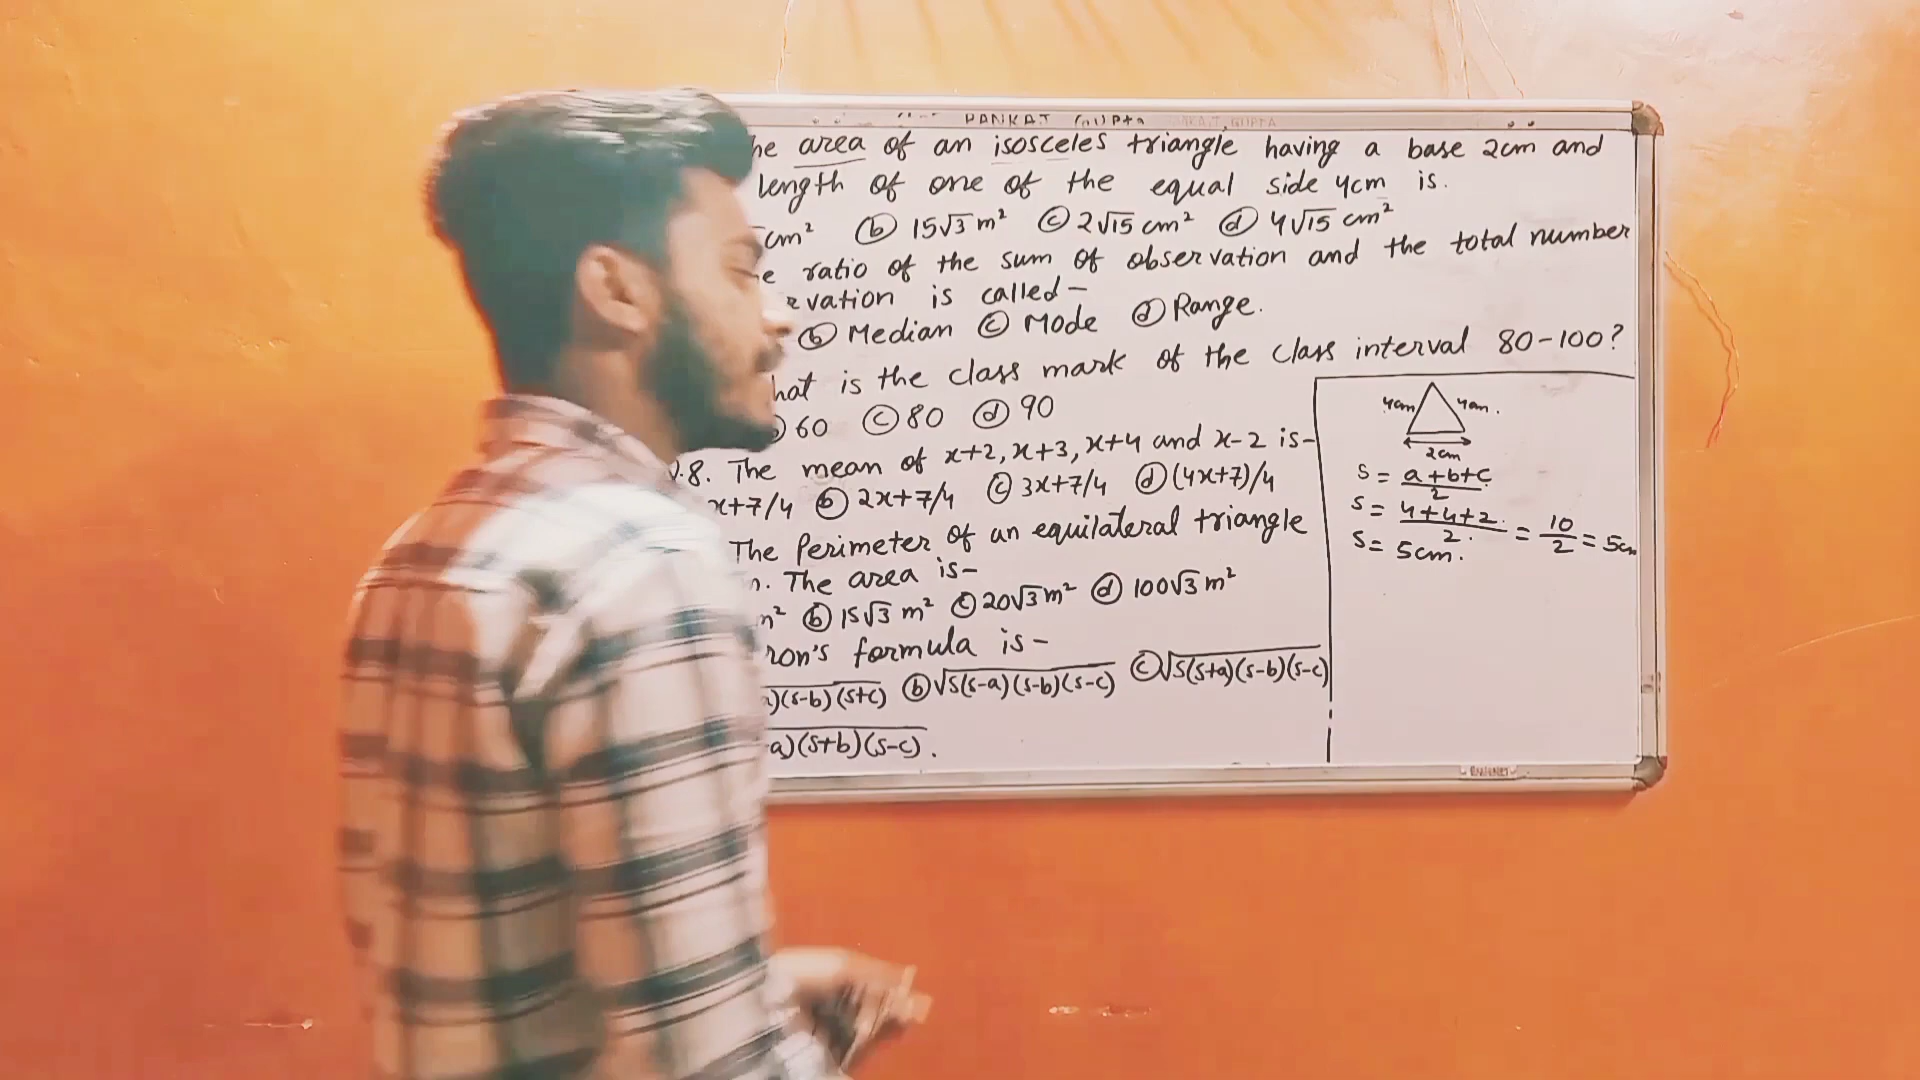 PANKAJ GUPTA
area of an isosceles triangle having a base 2cm and
length of one of the equal side 4cm is.
cm² ⓑ 15√3 m² ⓒ 2√15 cm² ⓓ 4√15 cm²
ratio of the sum of observation and the total number
is called-
ⓑ Median ⓒ Mode ⓓ Range.
is the class mark of the class interval 80-100?
60 ⓒ 80 ⓓ 90
8. The mean of x+2, x+3, x+4 and x-2 is-
x+7/4 ⓑ 2x+7/4 ⓒ 3x+7/4 ⓓ (4x+7)/4
The Perimeter of an equilateral triangle
The area is-
m² ⓑ 15√3 m² ⓒ 20√3 m² ⓓ 100√3 m²
formula is-
)(s-b)(s+c) ⓑ √s(s-a)(s-b)(s-c) ⓒ √s(s+a)(s-b)(s-c)
a)(s+b)(s-c).
4cm 4cm.
2cm
s = a+b+c/2
s = 4+4+2/2 = 10/2 = 5cm
s = 5cm.